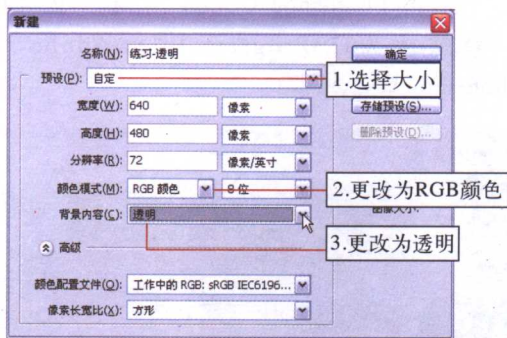 新建
名称(N): 练习-透明 确定
预设(P): 自定 1.选择大小
宽度(W): 640 像素 存储预设(S)...
高度(H): 480 像素 删除预设(D)...
分辨率(R): 72 像素/英寸
颜色模式(M): RGB 颜色 8 位 2.更改为RGB颜色
背景内容(C): 透明 图像大小:
高级 3.更改为透明
颜色配置文件(O): 工作中的 RGB: sRGB IEC6196...
像素长宽比(X): 方形